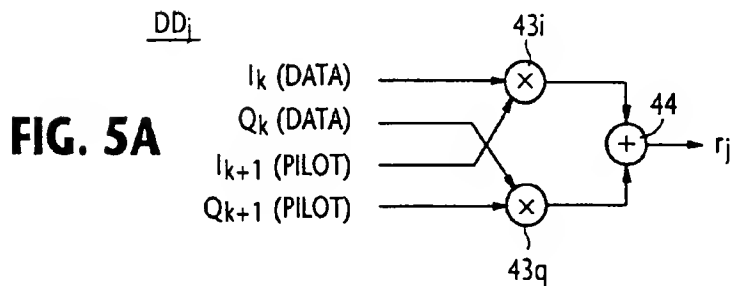 DDj
43i
Ik (DATA)
Qk (DATA)
Ik+1 (PILOT)
Qk+1 (PILOT)
FIG. 5A
×
×
43q
44
+
rj